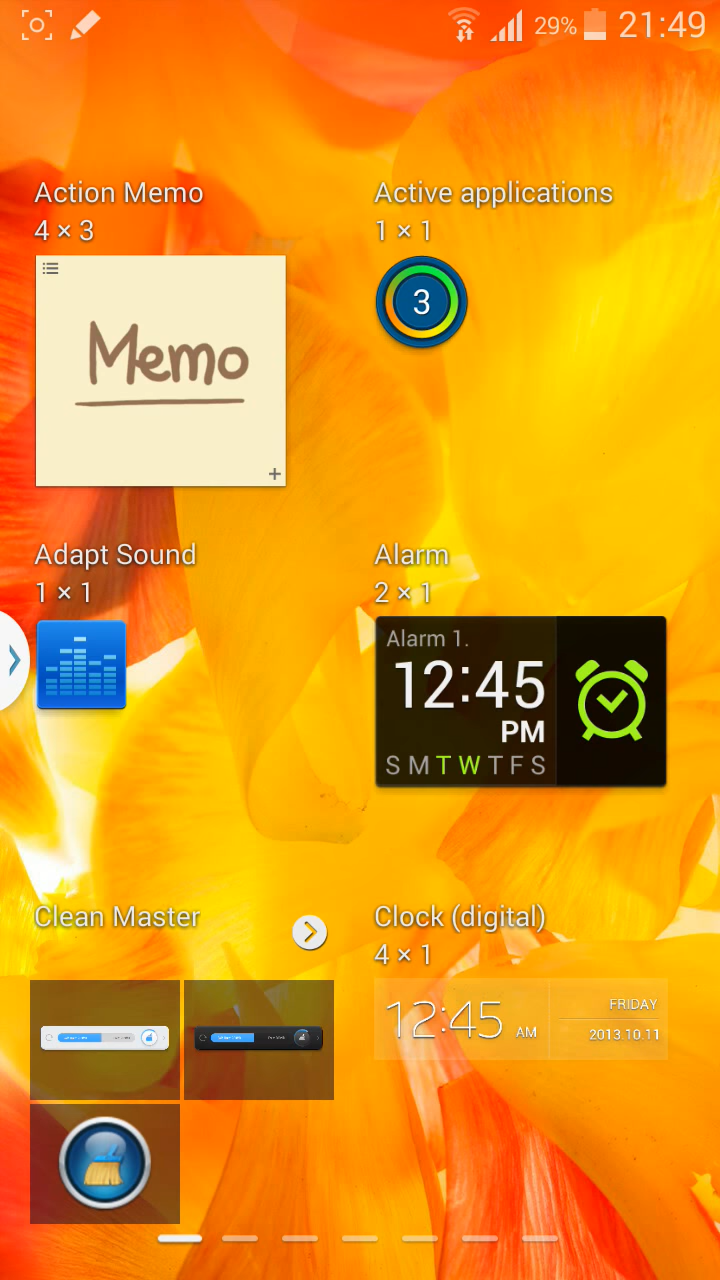 29% 21:49
Action Memo
4 × 3
Memo
Active applications
1 × 1
3
Adapt Sound
1 × 1
Alarm
2 × 1
Alarm 1.
12:45
PM
S M T W T F S
Clean Master
Clock (digital)
4 × 1
12:45 AM
FRIDAY
2013.10.11